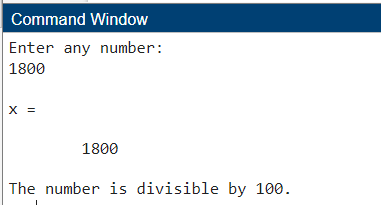 Command Window
Enter any number:
1800
x =
1800
The number is divisible by 100.